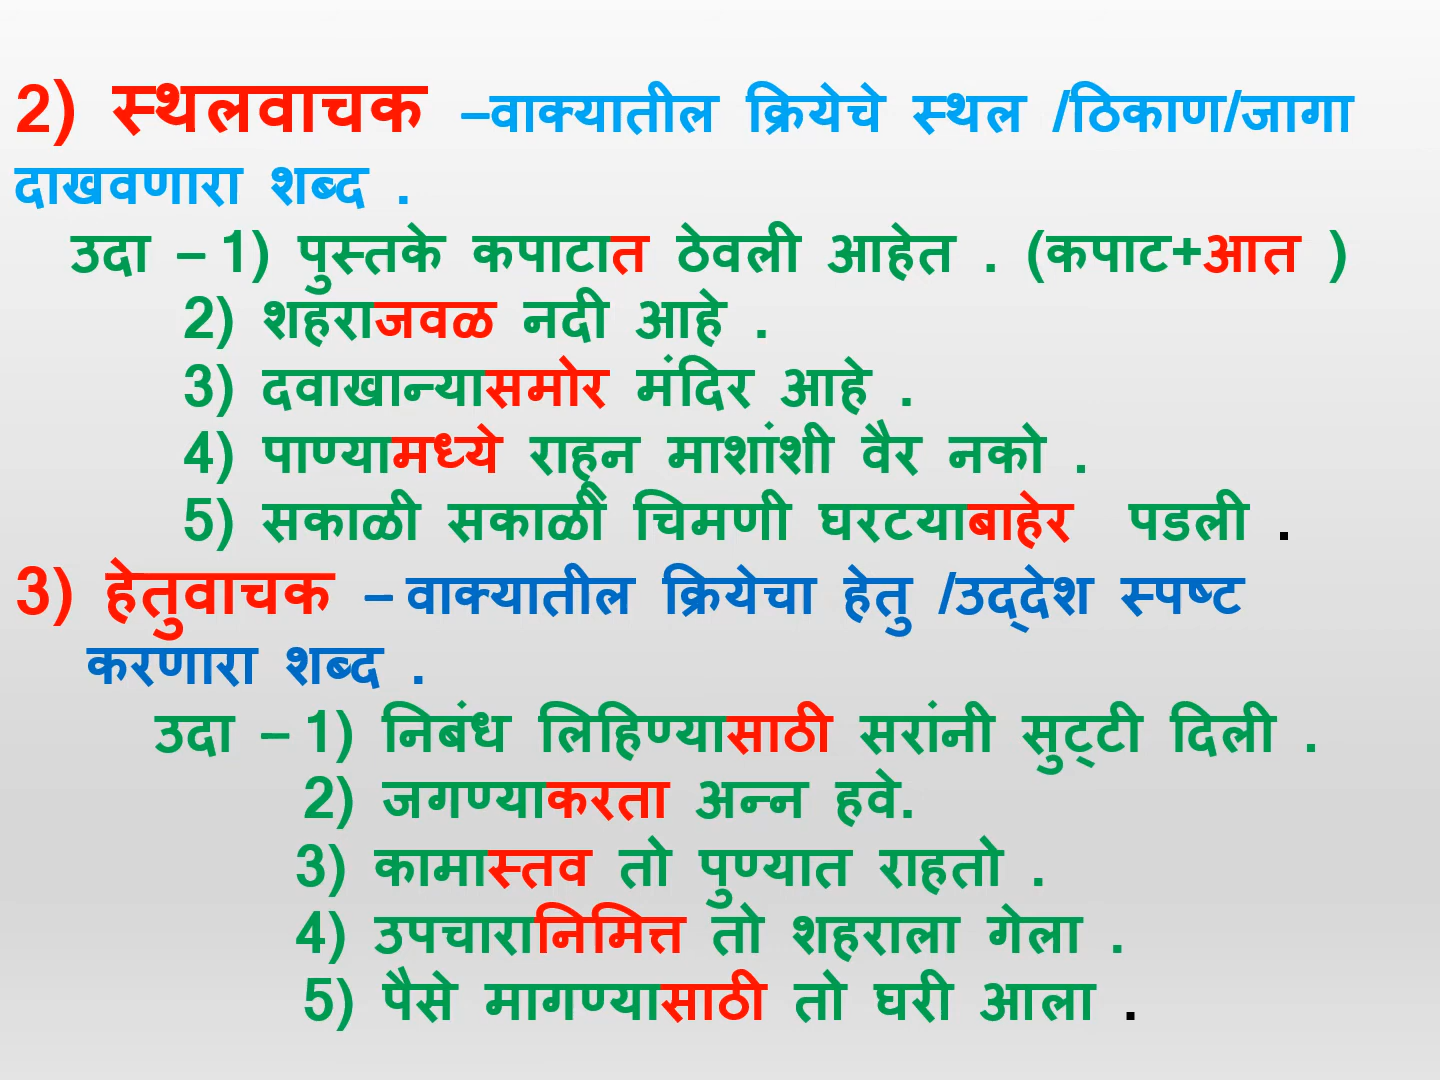 2) स्थलवाचक –वाक्यातील क्रियेचे स्थल /ठिकाण/जागा
दाखवणारा शब्द .
उदा – 1) पुस्तके कपाटात ठेवली आहेत . (कपाट+आत )
2) शहराजवळ नदी आहे .
3) दवाखान्यासमोर मंदिर आहे .
4) पाण्यामध्ये राहून माशांशी वैर नको .
5) सकाळी सकाळीं चिमणी घरटयाबाहेर पडली .
3) हेतुवाचक – वाक्यातील क्रियेचा हेतु /उद्देश स्पष्ट
करणारा शब्द .
उदा – 1) निबंध लिहिण्यासाठी सरांनी सुट्टी दिली .
2) जगण्याकरता अन्न हवे.
3) कामास्तव तो पुण्यात राहतो .
4) उपचारानिमित्त तो शहराला गेला .
5) पैसे मागण्यासाठी तो घरी आला .